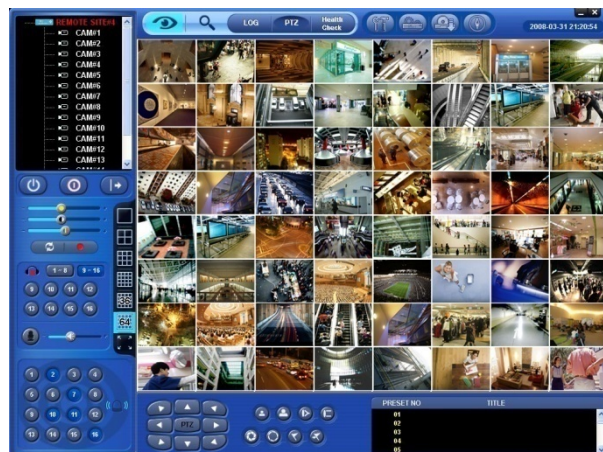 REMOTE SITE#4
CAM#1
CAM#2
CAM#3
CAM#4
CAM#5
CAM#6
CAM#7
CAM#8
CAM#9
CAM#10
CAM#11
CAM#12
CAM#13
LOG PTZ Health Check
2008-03-31 21:20:54
1 - 8 9 - 16
9 10 11 12
13 14 15 16
64
1 2 3 4
5 6 7 8
9 10 11 12
13 14 15 16
PTZ
PRESET NO TITLE
01
02
03
04
05